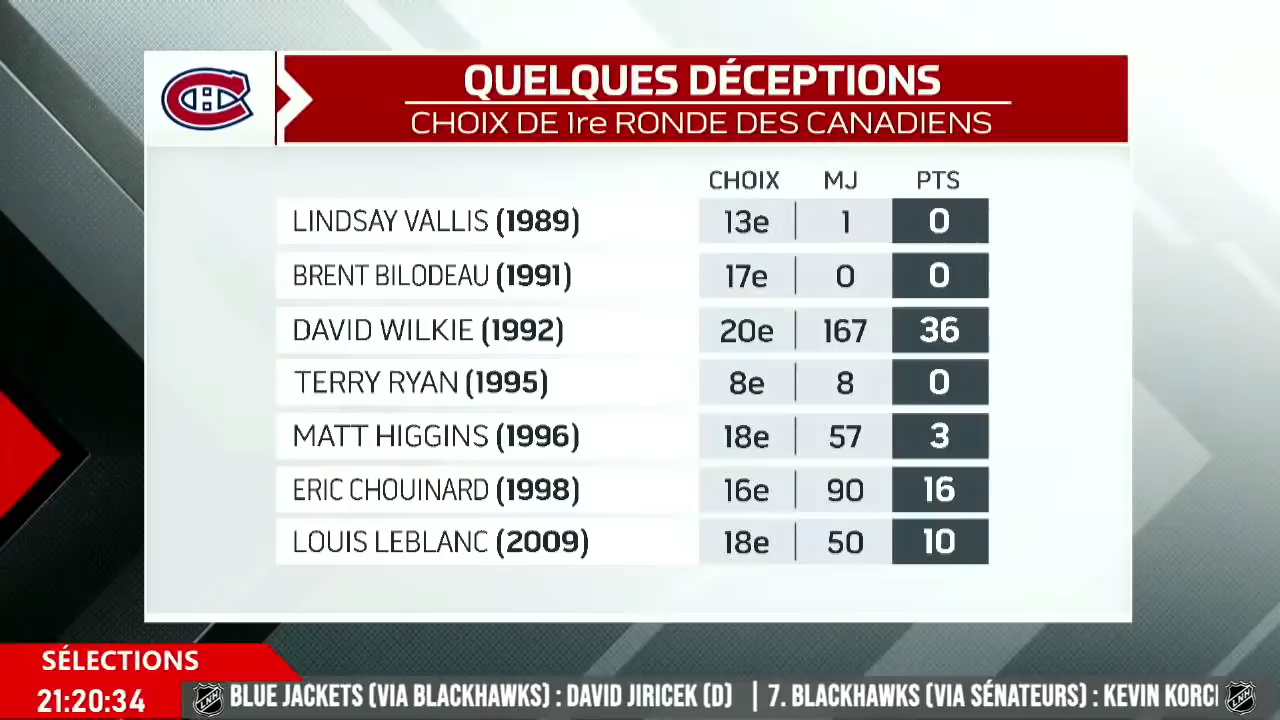 QUELQUES DÉCEPTIONS
CHOIX DE 1re RONDE DES CANADIENS
CHOIX MJ PTS
LINDSAY VALLIS (1989) 13e 1 0
BRENT BILODEAU (1991) 17e 0 0
DAVID WILKIE (1992) 20e 167 36
TERRY RYAN (1995) 8e 8 0
MATT HIGGINS (1996) 18e 57 3
ERIC CHOUINARD (1998) 16e 90 16
LOUIS LEBLANC (2009) 18e 50 10
SÉLECTIONS
21:20:34 BLUE JACKETS (VIA BLACKHAWKS) : DAVID JIRICEK (D) | 7. BLACKHAWKS (VIA SÉNATEURS) : KEVIN KORCI